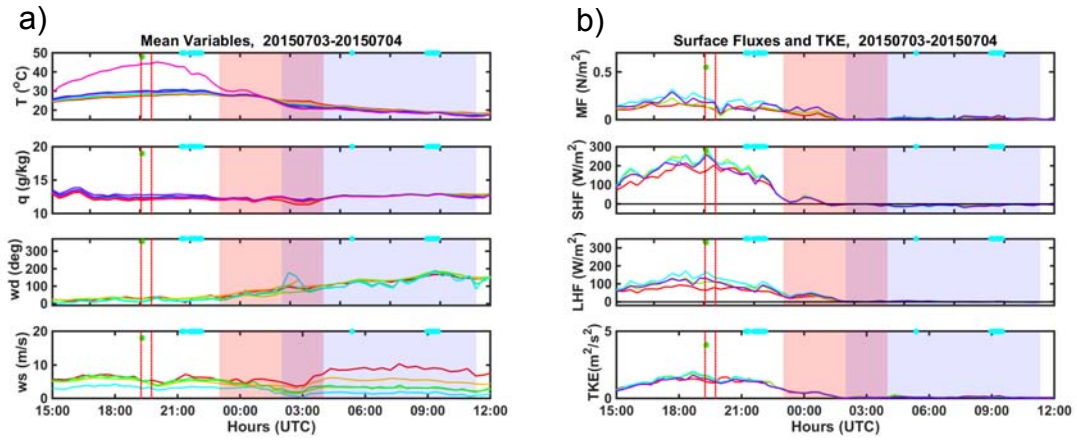 a)
Mean Variables, 20150703-20150704
T (°C)
50
40
30
20
q (g/kg)
20
15
10
wd (deg)
300
200
100
0
ws (m/s)
20
10
0
15:00 18:00 21:00 00:00 03:00 06:00 09:00 12:00
Hours (UTC)
b)
Surface Fluxes and TKE, 20150703-20150704
MF (N/m²)
0.5
0
SHF (W/m²)
300
200
100
0
LHF (W/m²)
300
200
100
0
TKE(m²/s²)
5
0
15:00 18:00 21:00 00:00 03:00 06:00 09:00 12:00
Hours (UTC)